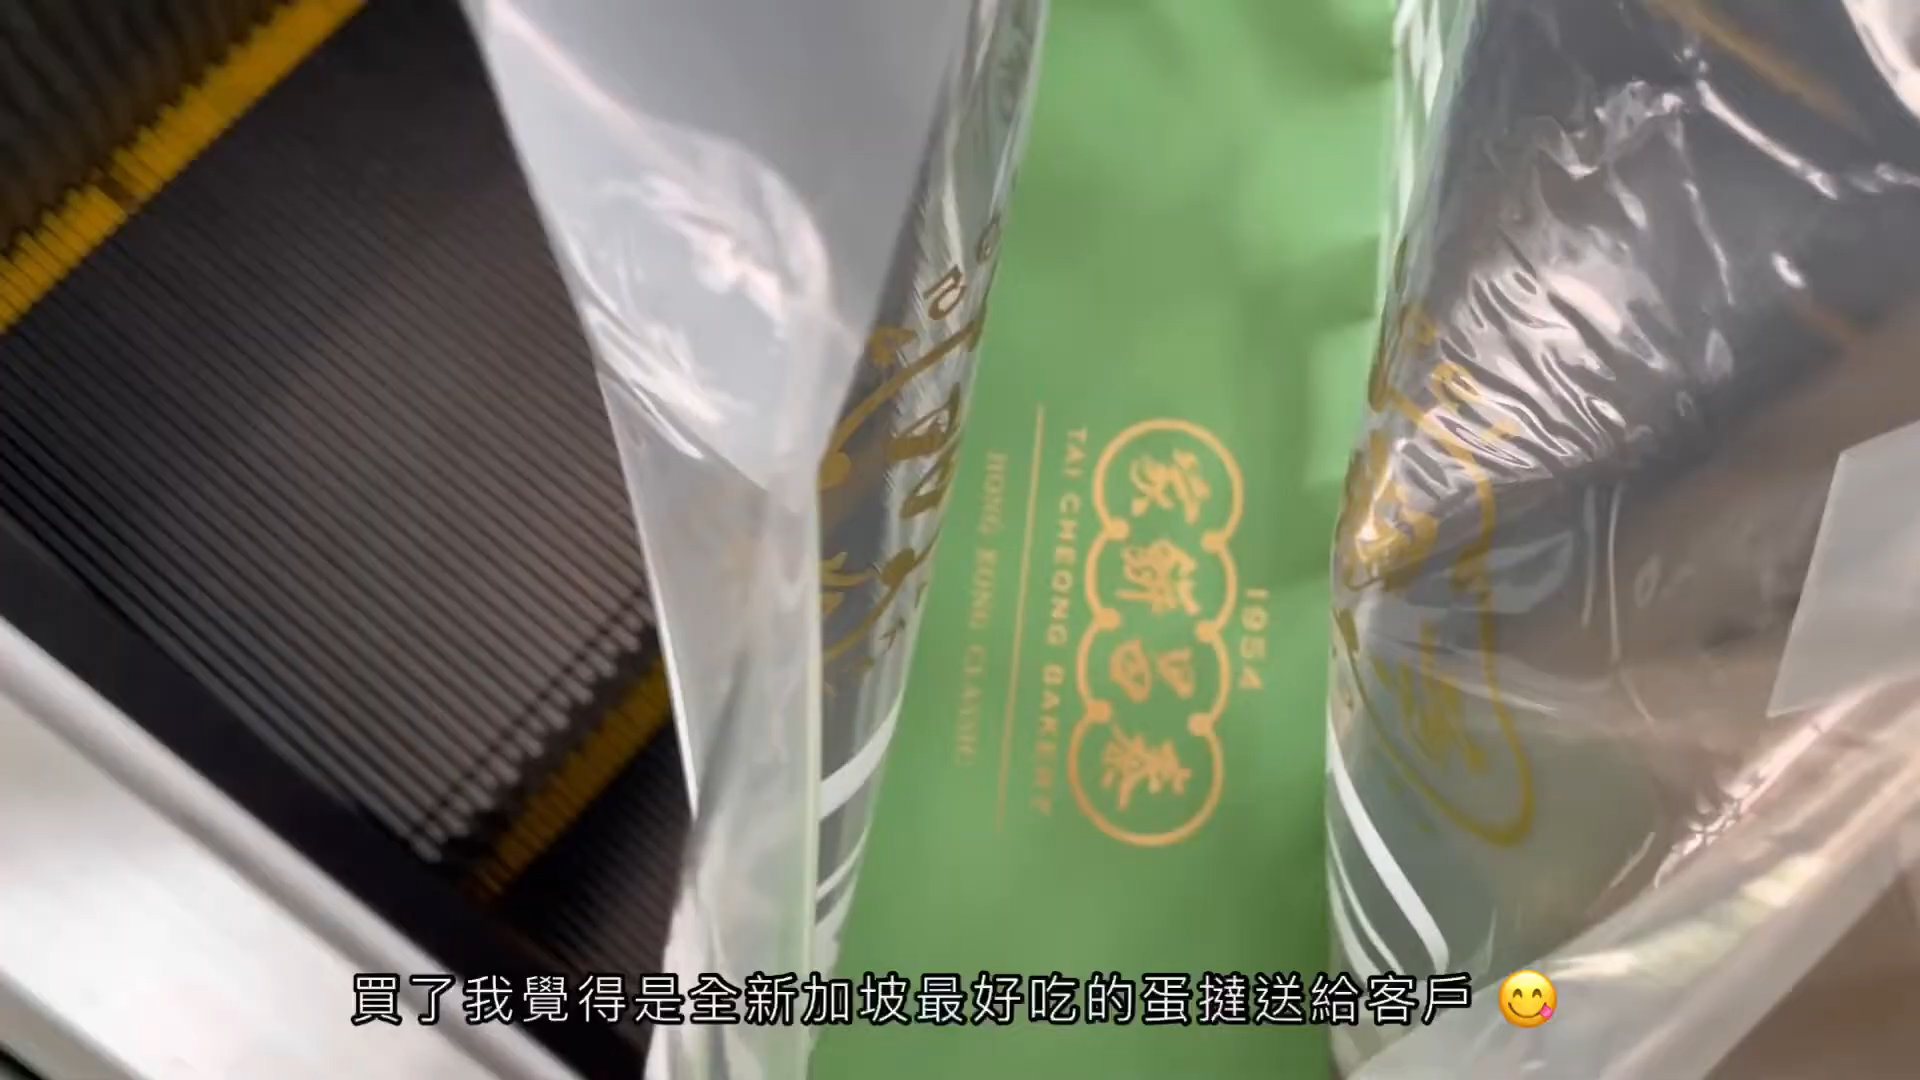 1954
泰昌餅家
TAI CHEONG BAKERY
HONG KONG CLASSIC
買了我覺得是全新加坡最好吃的蛋撻送給客戶 😋